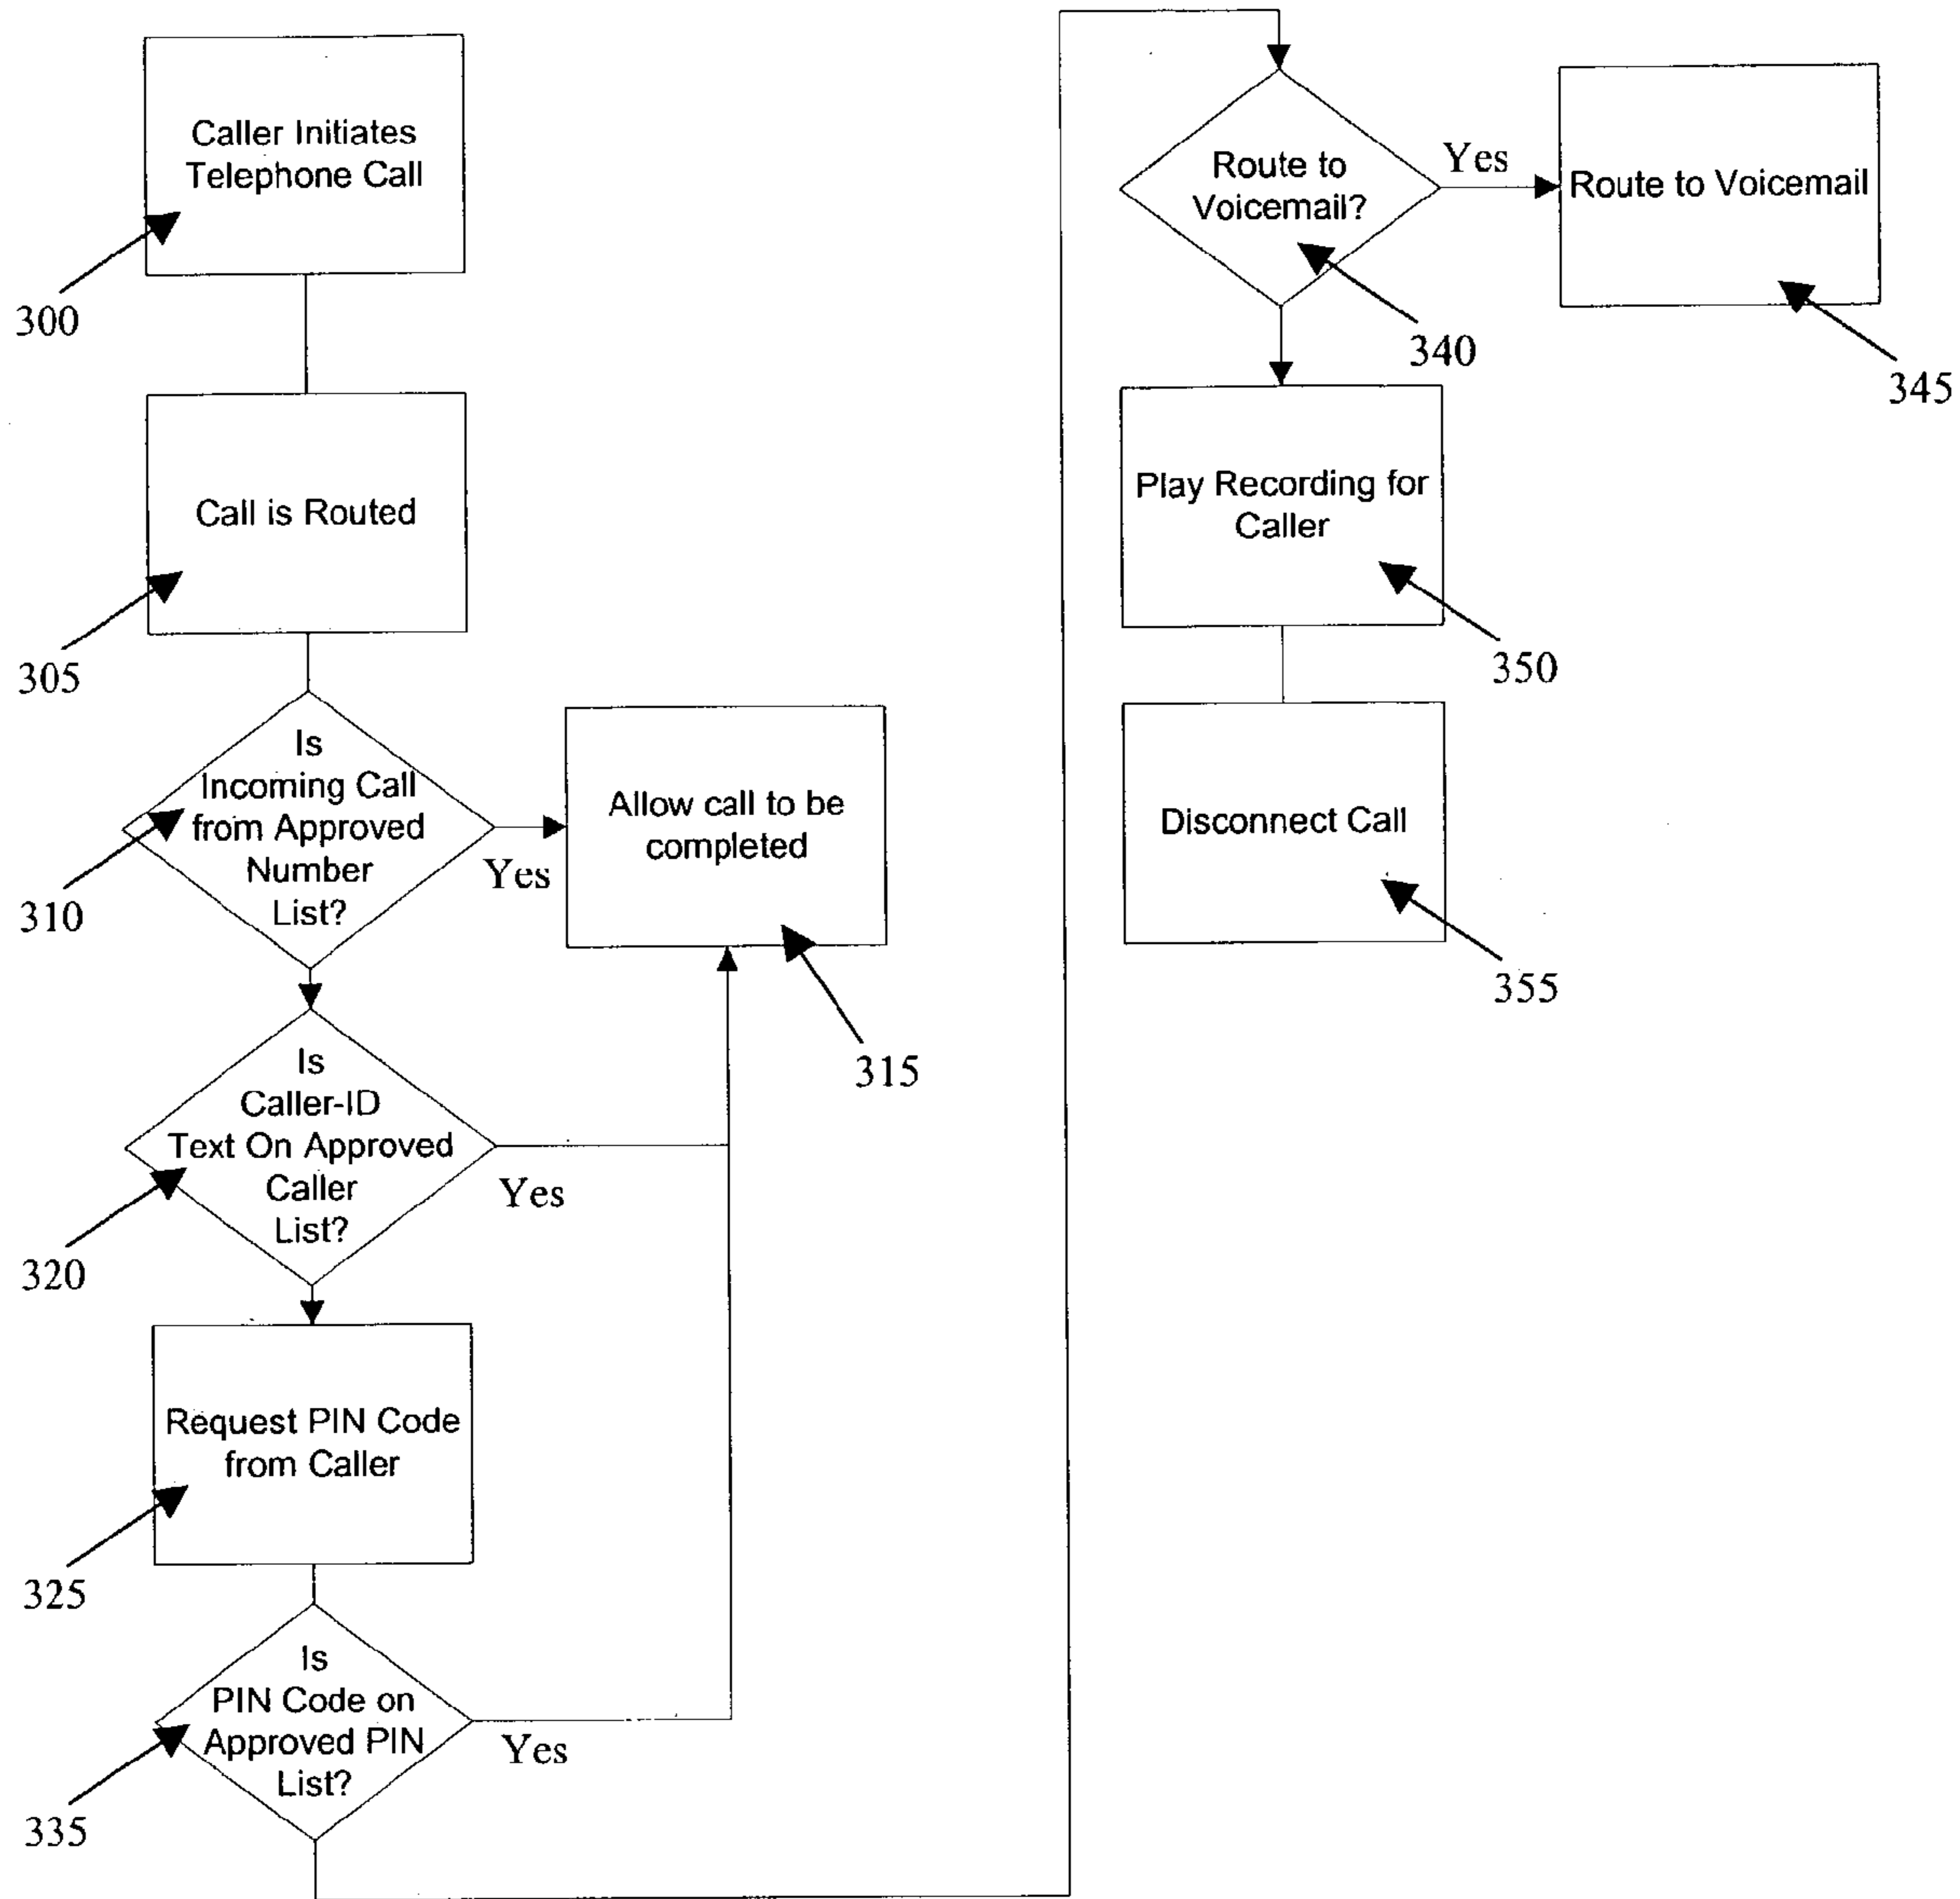 Caller Initiates
Telephone Call
300
Call is Routed
305
Is
Incoming Call
from Approved
Number
List?
310
Yes
Allow call to be
completed
315
Is
Caller-ID
Text On Approved
Caller
List?
320
Yes
Request PIN Code
from Caller
325
Is
PIN Code on
Approved PIN
List?
335
Yes
Route to
Voicemail?
340
Yes
Route to Voicemail
345
Play Recording for
Caller
350
Disconnect Call
355